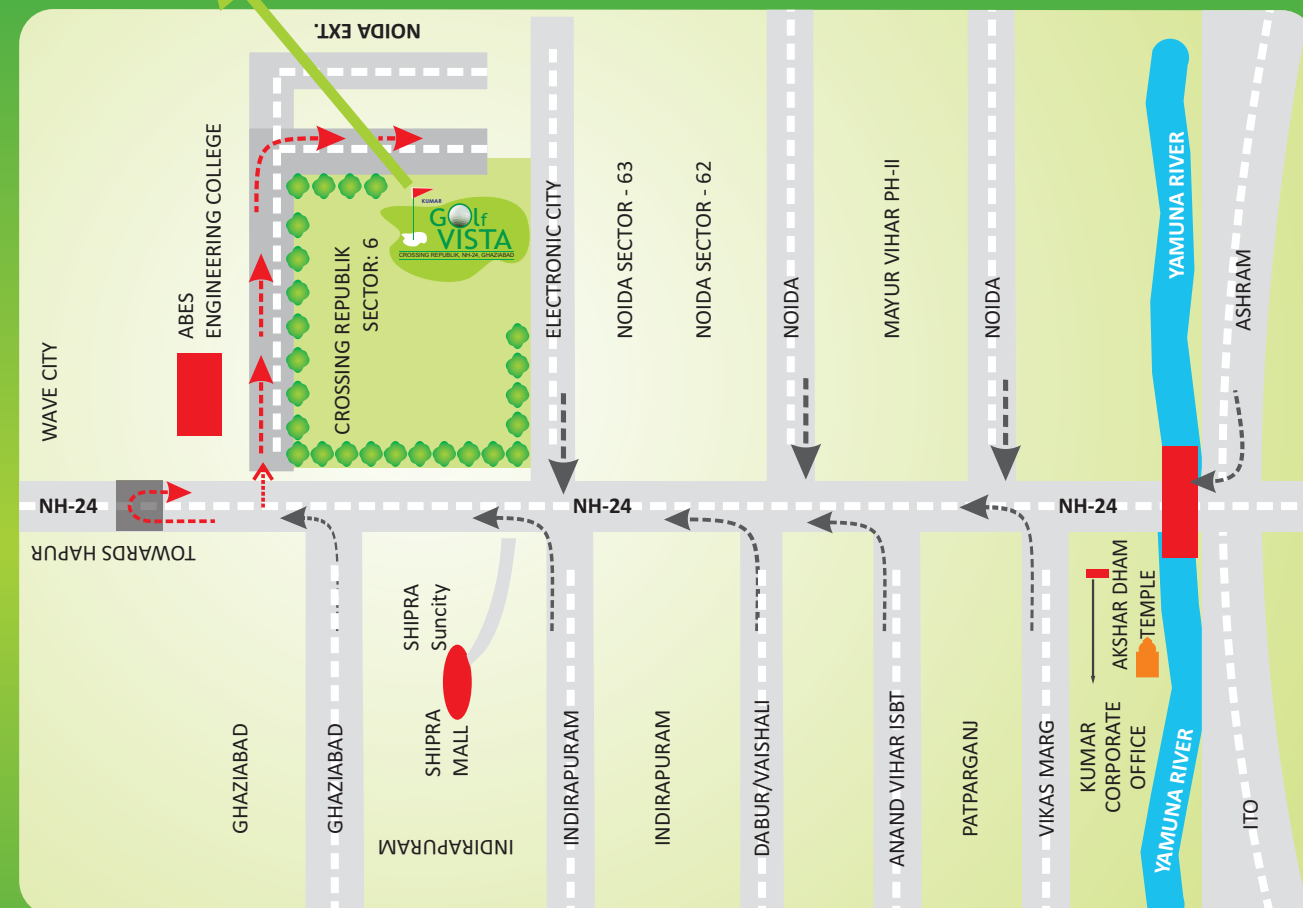 NOIDA EXT.
WAVE CITY
ABES
ENGINEERING COLLEGE
CROSSING REPUBLIK
SECTOR: 6
KUMAR
GOlf
VISTA
CROSSING REPUBLIK, NH-24, GHAZIABAD
ELECTRONIC CITY
NOIDA SECTOR - 63
NOIDA SECTOR - 62
NOIDA
MAYUR VIHAR PH-II
NOIDA
YAMUNA RIVER
ASHRAM
NH-24
NH-24
NH-24
TOWARDS HAPUR
GHAZIABAD
GHAZIABAD
SHIPRA
Suncity
SHIPRA
MALL
INDIRAPURAM
INDIRAPURAM
INDIRAPURAM
DABUR/VAISHALI
ANAND VIHAR ISBT
PATPARGANJ
VIKAS MARG
KUMAR
CORPORATE
OFFICE
AKSHAR DHAM
TEMPLE
YAMUNA RIVER
ITO